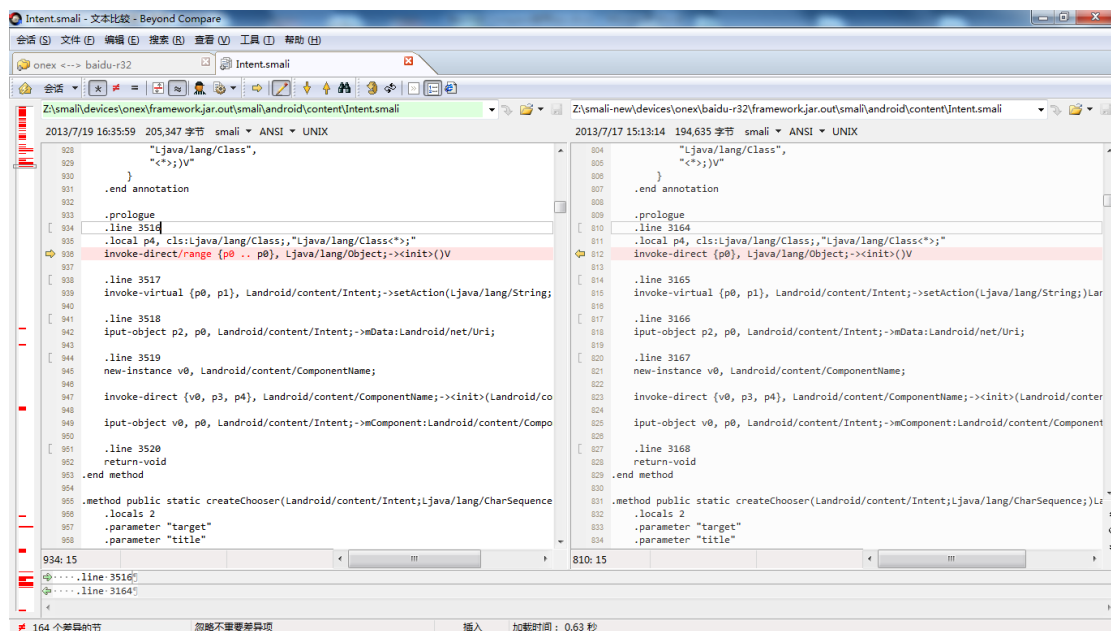 Intent.smali - 文本比较 - Beyond Compare
会话 (S) 文件 (F) 编辑 (E) 搜索 (R) 查看 (V) 工具 (T) 帮助 (H)
onex <--> baidu-r32 Intent.smali
会话
Z:\smali\devices\onex\framework.jar.out\smali\android\content\Intent.smali
2013/7/19 16:35:59 205,347 字节 smali ANSI UNIX
928 "Ljava/lang/Class",
929 "<*>;)V"
930 }
931 .end annotation
932
933 .prologue
934 .line 3516
935 .local p4, cls:Ljava/lang/Class;,"Ljava/lang/Class<*>;"
936 invoke-direct/range {p0 .. p0}, Ljava/lang/Object;-><init>()V
937
938 .line 3517
939 invoke-virtual {p0, p1}, Landroid/content/Intent;->setAction(Ljava/lang/String;
940
941 .line 3518
942 iput-object p2, p0, Landroid/content/Intent;->mData:Landroid/net/Uri;
943
944 .line 3519
945 new-instance v0, Landroid/content/ComponentName;
946
947 invoke-direct {v0, p3, p4}, Landroid/content/ComponentName;-><init>(Landroid/co
948
949 iput-object v0, p0, Landroid/content/Intent;->mComponent:Landroid/content/Compo
950
951 .line 3520
952 return-void
953 .end method
954
955 .method public static createChooser(Landroid/content/Intent;Ljava/lang/CharSequence
956 .locals 2
957 .parameter "target"
958 .parameter "title"
934: 15
Z:\smali-new\devices\onex\baidu-r32\framework.jar.out\smali\android\content\Intent.smali
2013/7/17 15:13:14 194,635 字节 smali ANSI UNIX
804 "Ljava/lang/Class",
805 "<*>;)V"
806 }
807 .end annotation
808
809 .prologue
810 .line 3164
811 .local p4, cls:Ljava/lang/Class;,"Ljava/lang/Class<*>;"
812 invoke-direct {p0}, Ljava/lang/Object;-><init>()V
813
814 .line 3165
815 invoke-virtual {p0, p1}, Landroid/content/Intent;->setAction(Ljava/lang/String;)Lar
816
817 .line 3166
818 iput-object p2, p0, Landroid/content/Intent;->mData:Landroid/net/Uri;
819
820 .line 3167
821 new-instance v0, Landroid/content/ComponentName;
822
823 invoke-direct {v0, p3, p4}, Landroid/content/ComponentName;-><init>(Landroid/conter
824
825 iput-object v0, p0, Landroid/content/Intent;->mComponent:Landroid/content/Component
826
827 .line 3168
828 return-void
829 .end method
830
831 .method public static createChooser(Landroid/content/Intent;Ljava/lang/CharSequence;)La
832 .locals 2
833 .parameter "target"
834 .parameter "title"
810: 15
····.line·3516¶
····.line·3164¶
164 个差异的节 忽略不重要差异项 插入 加载时间： 0.63 秒